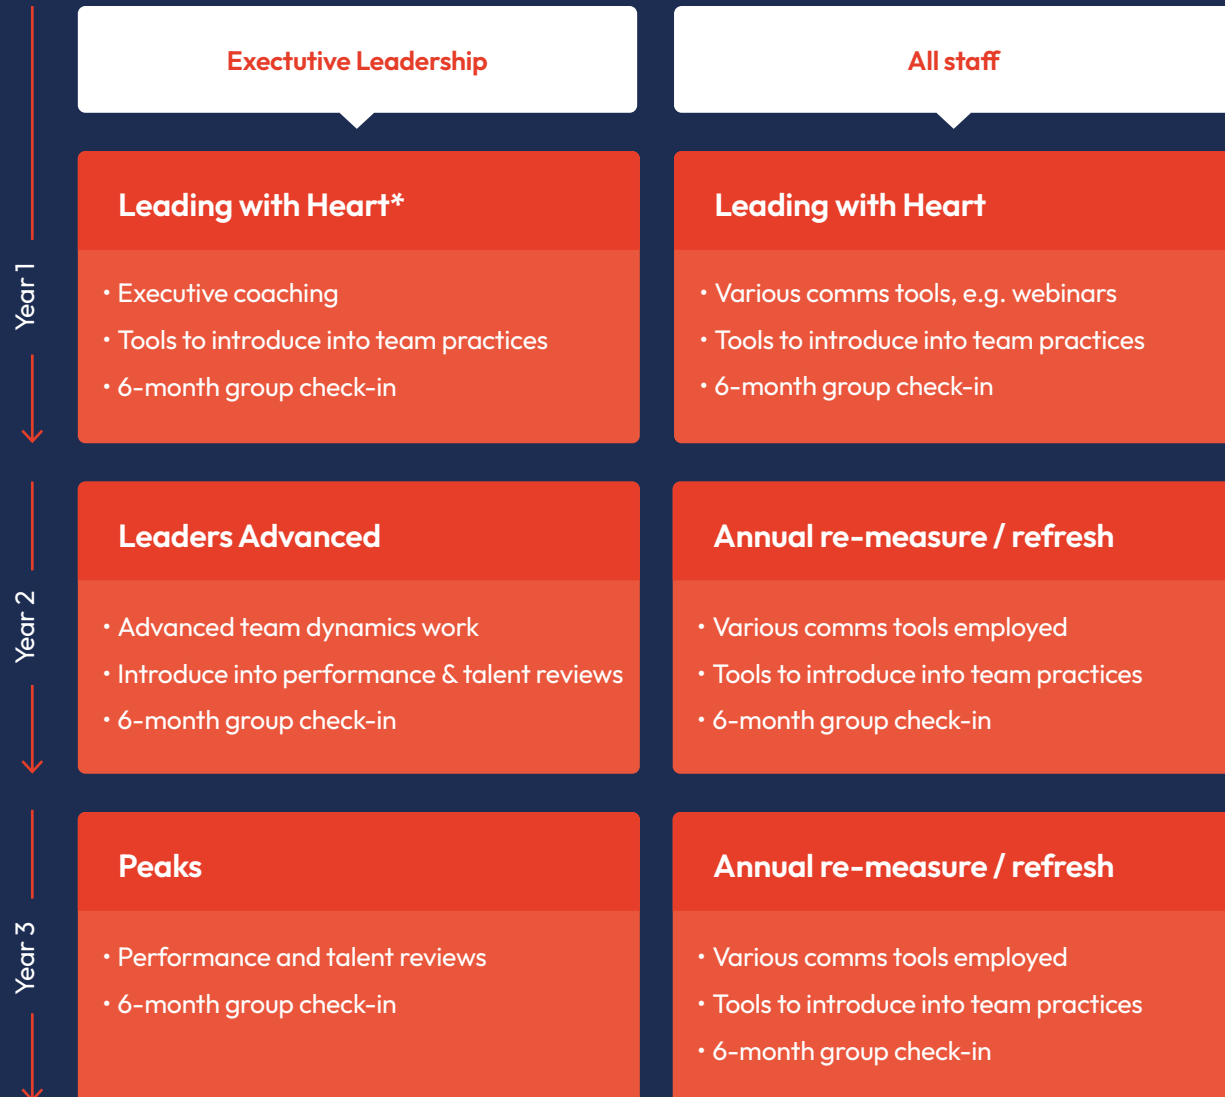 Exectutive Leadership
All staff
Year 1
Leading with Heart*
• Executive coaching
• Tools to introduce into team practices
• 6-month group check-in
Leading with Heart
• Various comms tools, e.g. webinars
• Tools to introduce into team practices
• 6-month group check-in
Year 2
Leaders Advanced
• Advanced team dynamics work
• Introduce into performance & talent reviews
• 6-month group check-in
Annual re-measure / refresh
• Various comms tools employed
• Tools to introduce into team practices
• 6-month group check-in
Year 3
Peaks
• Performance and talent reviews
• 6-month group check-in
Annual re-measure / refresh
• Various comms tools employed
• Tools to introduce into team practices
• 6-month group check-in